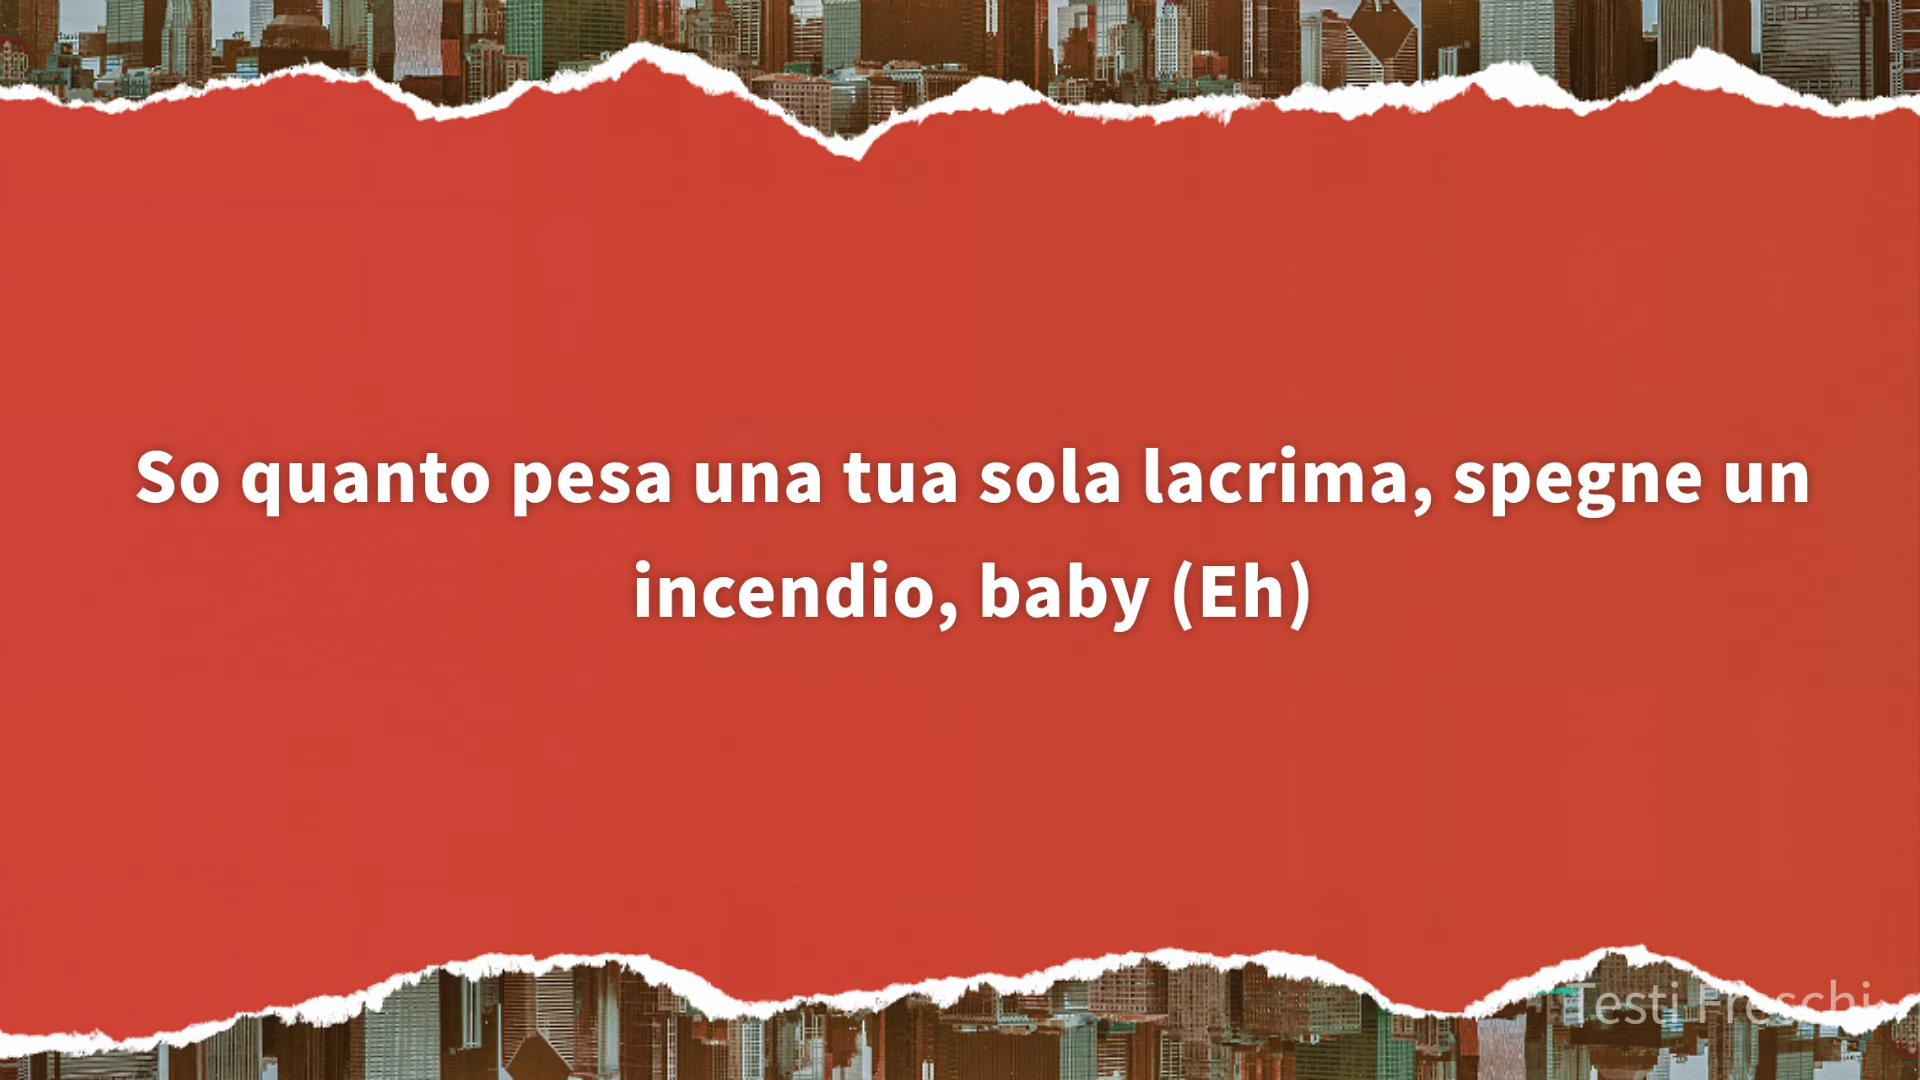 So quanto pesa una tua sola lacrima, spegne un
incendio, baby (Eh)
Testi Freschi